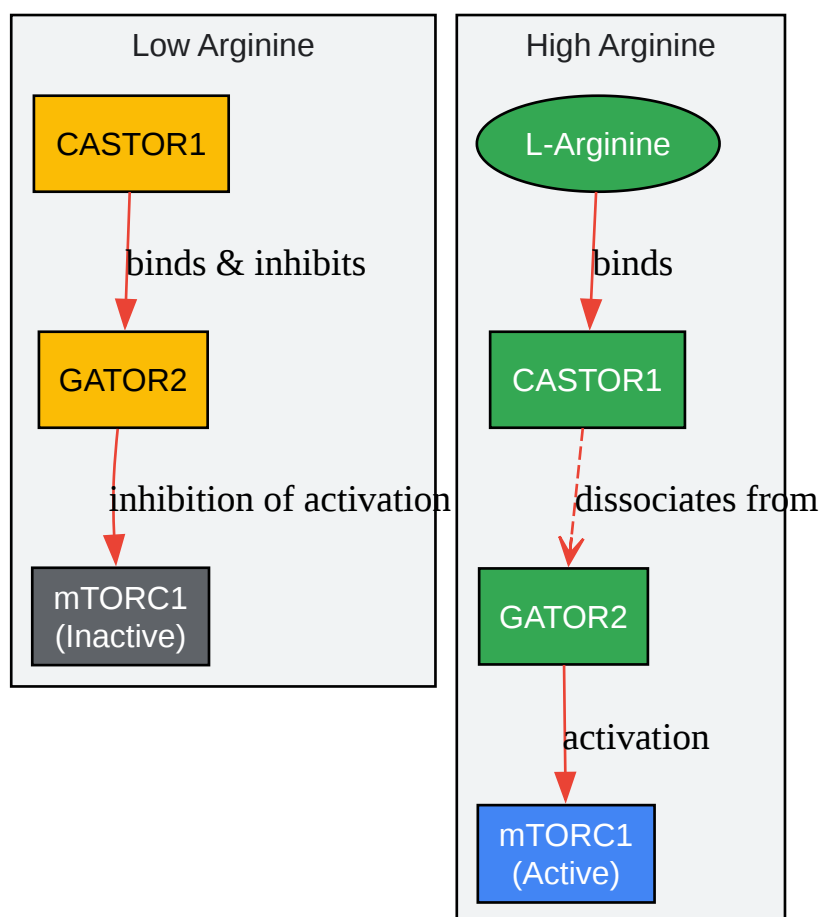 Low Arginine
CASTOR1
binds & inhibits
GATOR2
inhibition of activation
mTORC1
(Inactive)
High Arginine
L-Arginine
binds
CASTOR1
dissociates from
GATOR2
activation
mTORC1
(Active)